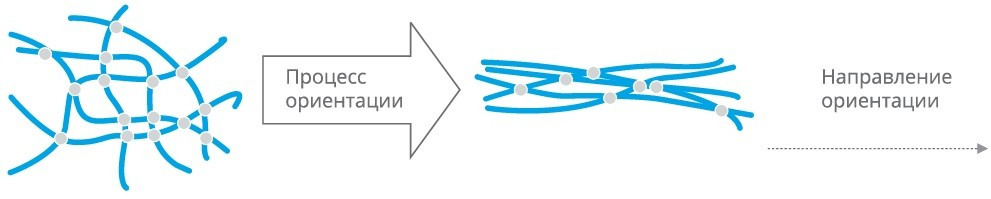 Процесс
ориентации
Направление
ориентации